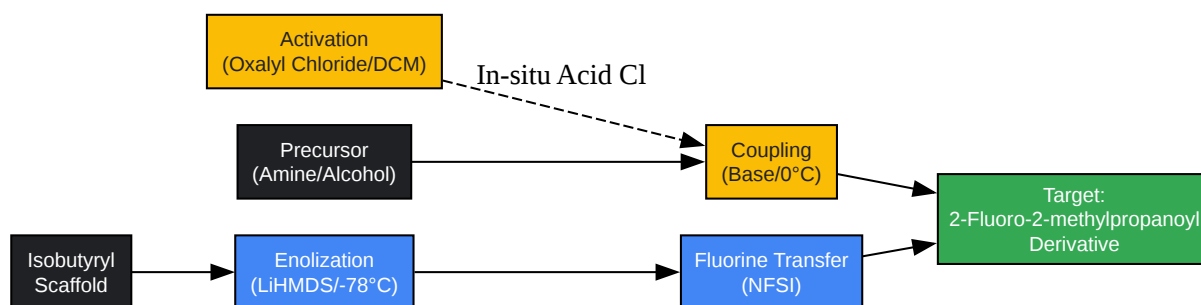 Activation
(Oxalyl Chloride/DCM)
In-situ Acid Cl
Precursor
(Amine/Alcohol)
Coupling
(Base/0°C)
Target:
2-Fluoro-2-methylpropanoyl
Derivative
Isobutyryl
Scaffold
Enolization
(LiHMDS/-78°C)
Fluorine Transfer
(NFSI)